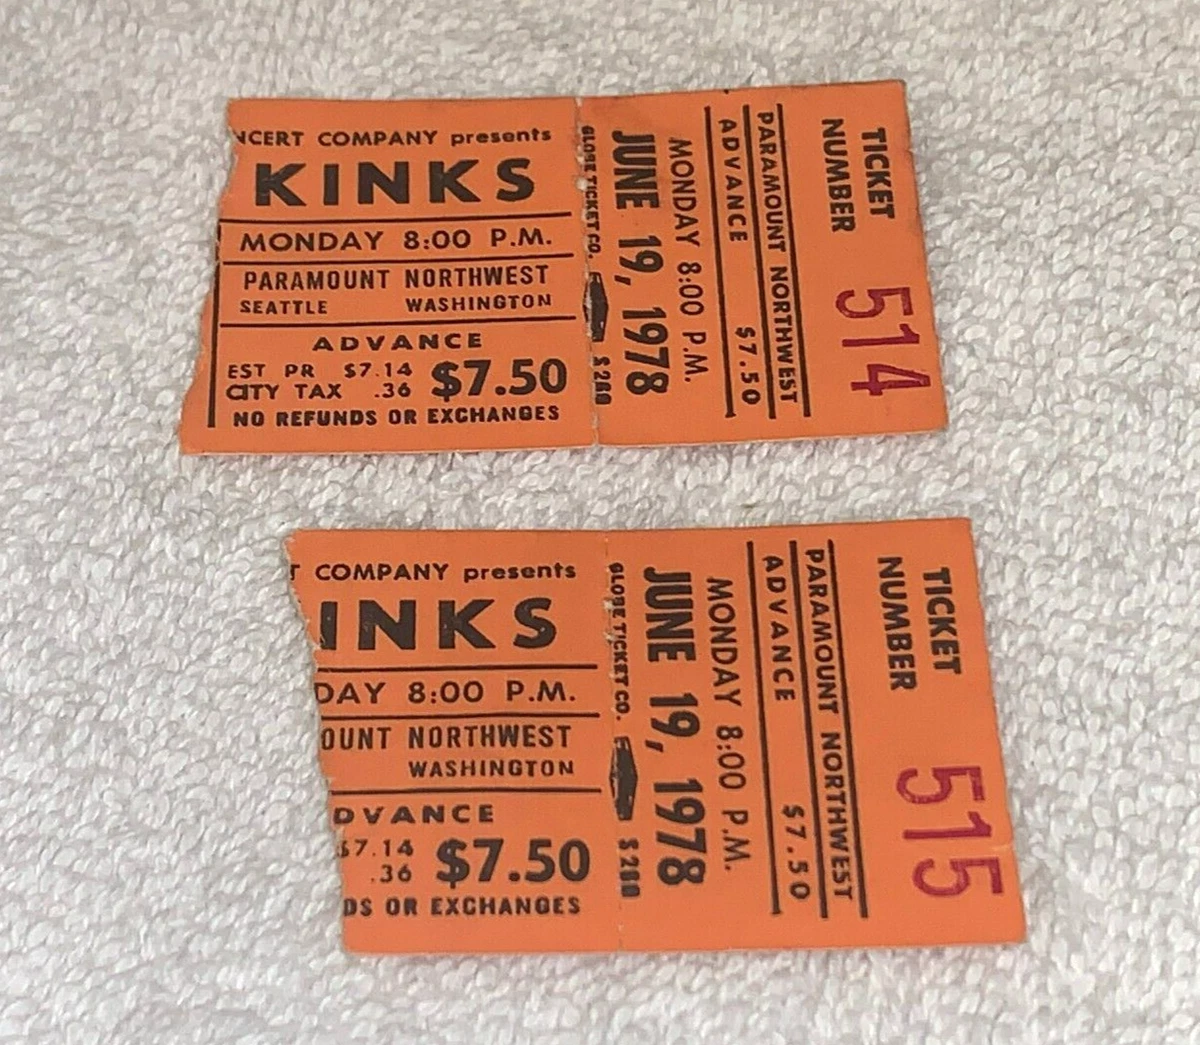 NCERT COMPANY presents
KINKS
MONDAY 8:00 P.M.
PARAMOUNT NORTHWEST
SEATTLE WASHINGTON
ADVANCE
EST PR $7.14
CITY TAX .36 $7.50
NO REFUNDS OR EXCHANGES
GLOBE TICKET CO.
JUNE 19, 1978
MONDAY 8:00 P.M.
ADVANCE $7.50
PARAMOUNT NORTHWEST
TICKET
NUMBER
514
T COMPANY presents
INKS
DAY 8:00 P.M.
OUNT NORTHWEST
WASHINGTON
DVANCE
$7.14
.36 $7.50
DS OR EXCHANGES
GLOBE TICKET CO.
JUNE 19, 1978
MONDAY 8:00 P.M.
ADVANCE $7.50
PARAMOUNT NORTHWEST
TICKET
NUMBER
515